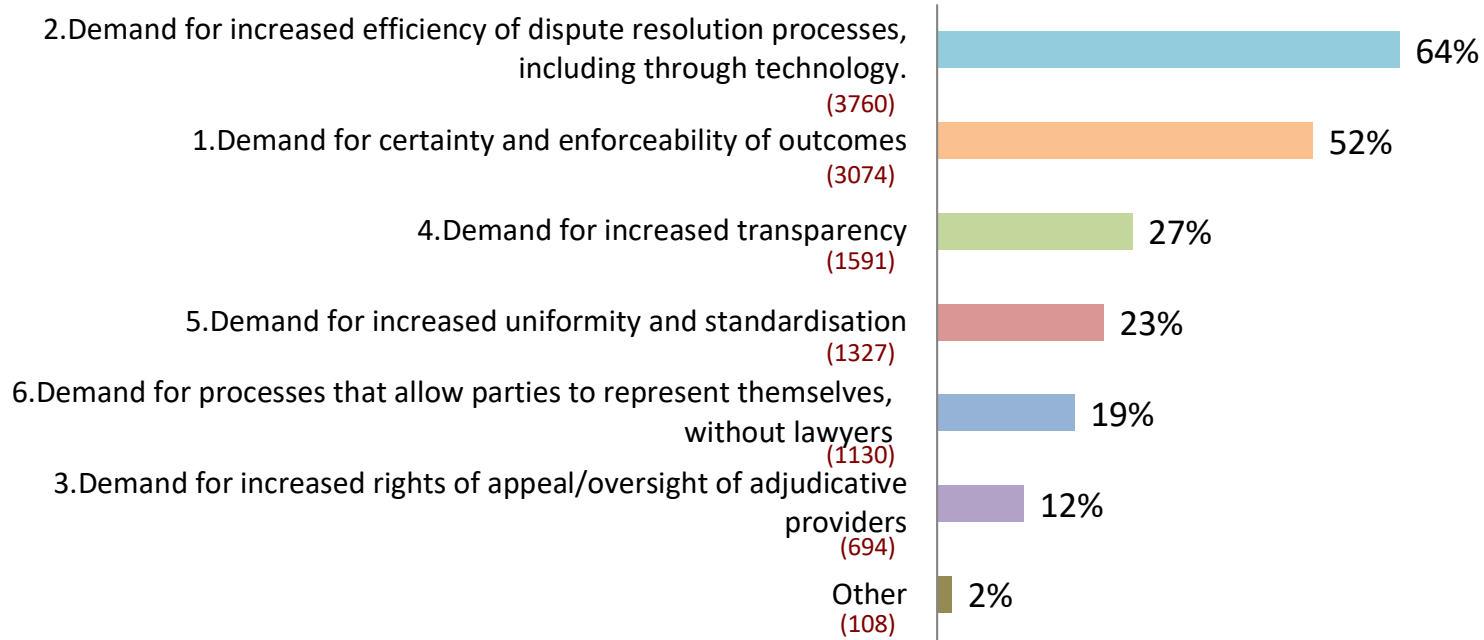 2.Demand for increased efficiency of dispute resolution processes,
including through technology.
(3760)
64%
1.Demand for certainty and enforceability of outcomes
(3074)
52%
4.Demand for increased transparency
(1591)
27%
5.Demand for increased uniformity and standardisation
(1327)
23%
6.Demand for processes that allow parties to represent themselves,
without lawyers
(1130)
19%
3.Demand for increased rights of appeal/oversight of adjudicative
providers
(694)
12%
Other
(108)
2%